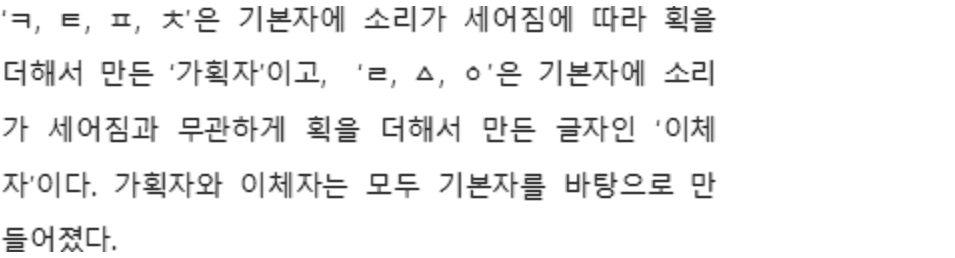 ‘ㅋ, ㅌ, ㅍ, ㅊ’은 기본자에 소리가 세어짐에 따라 획을
더해서 만든 ‘가획자’이고, ‘ㄹ, ㅿ, ㆁ’은 기본자에 소리
가 세어짐과 무관하게 획을 더해서 만든 글자인 ‘이체
자’이다. 가획자와 이체자는 모두 기본자를 바탕으로 만
들어졌다.